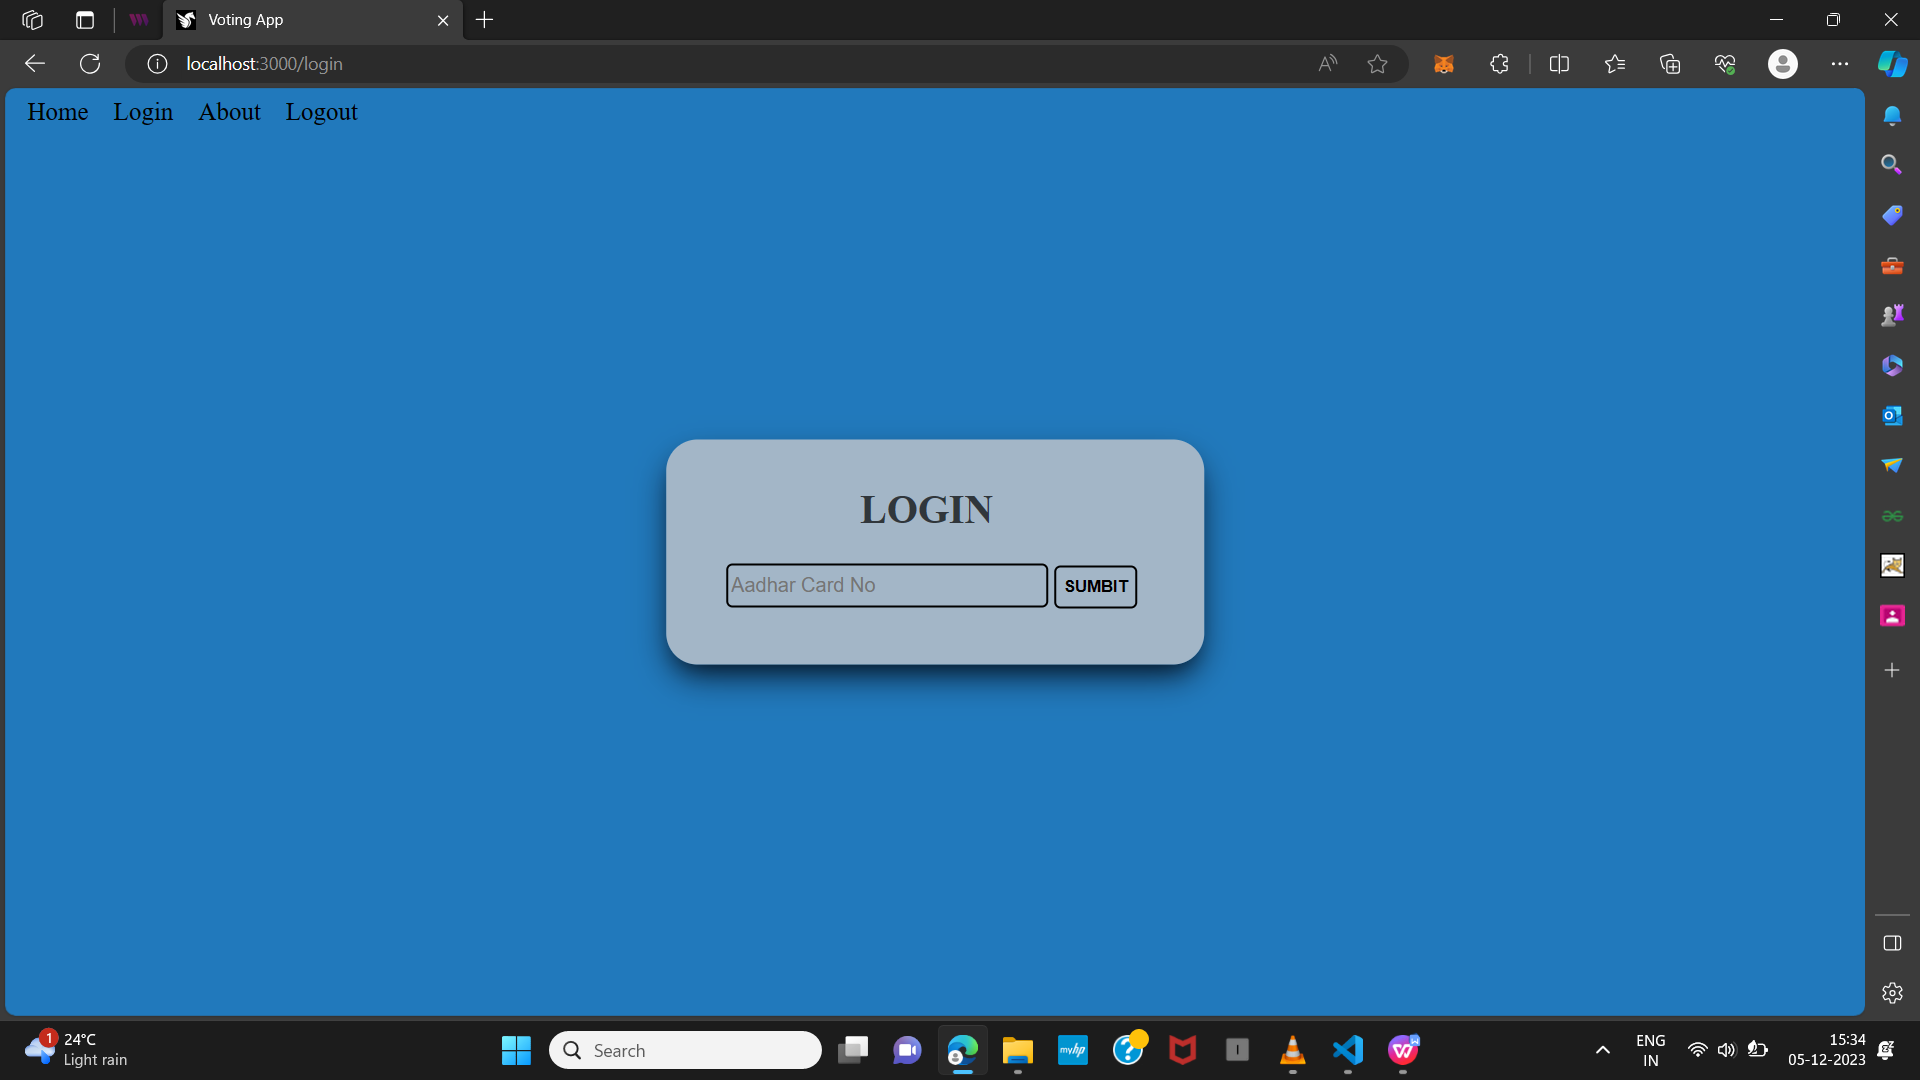 Voting App
localhost:3000/login
Home Login About Logout
LOGIN
Aadhar Card No SUMBIT
24°C
Light rain
1
Search
myhp
ENG
IN
15:34
05-12-2023